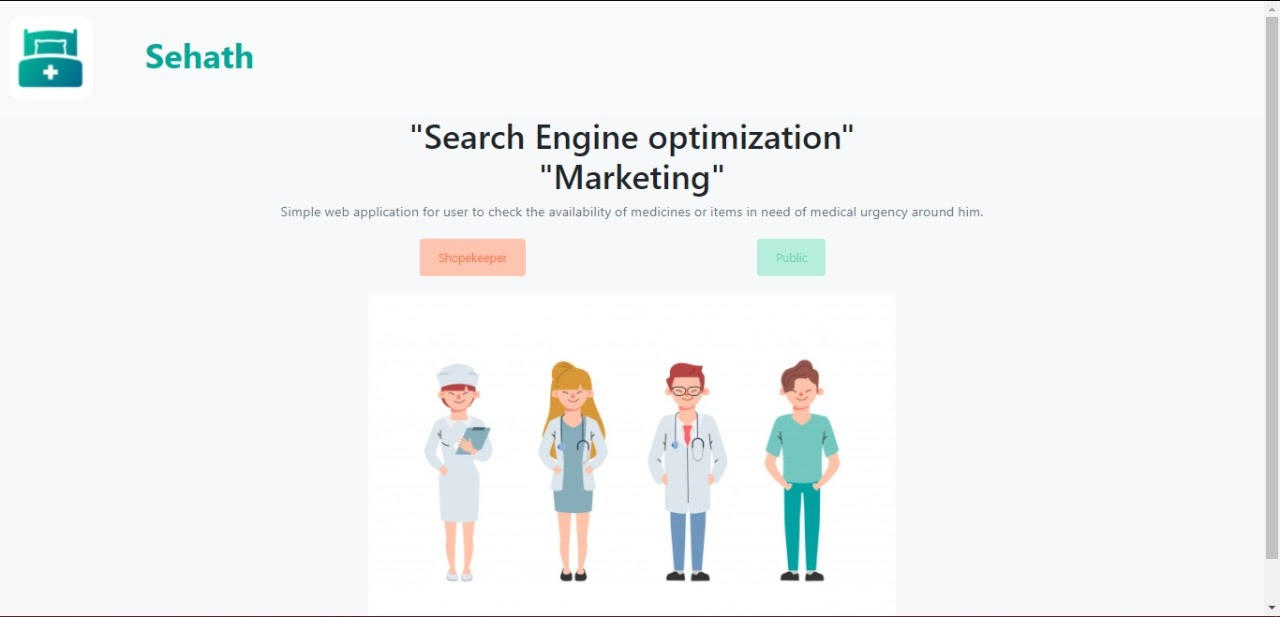 Sehath
"Search Engine optimization"
"Marketing"
Simple web application for user to check the availability of medicines or items in need of medical urgency around him.
Shopekeeper
Public